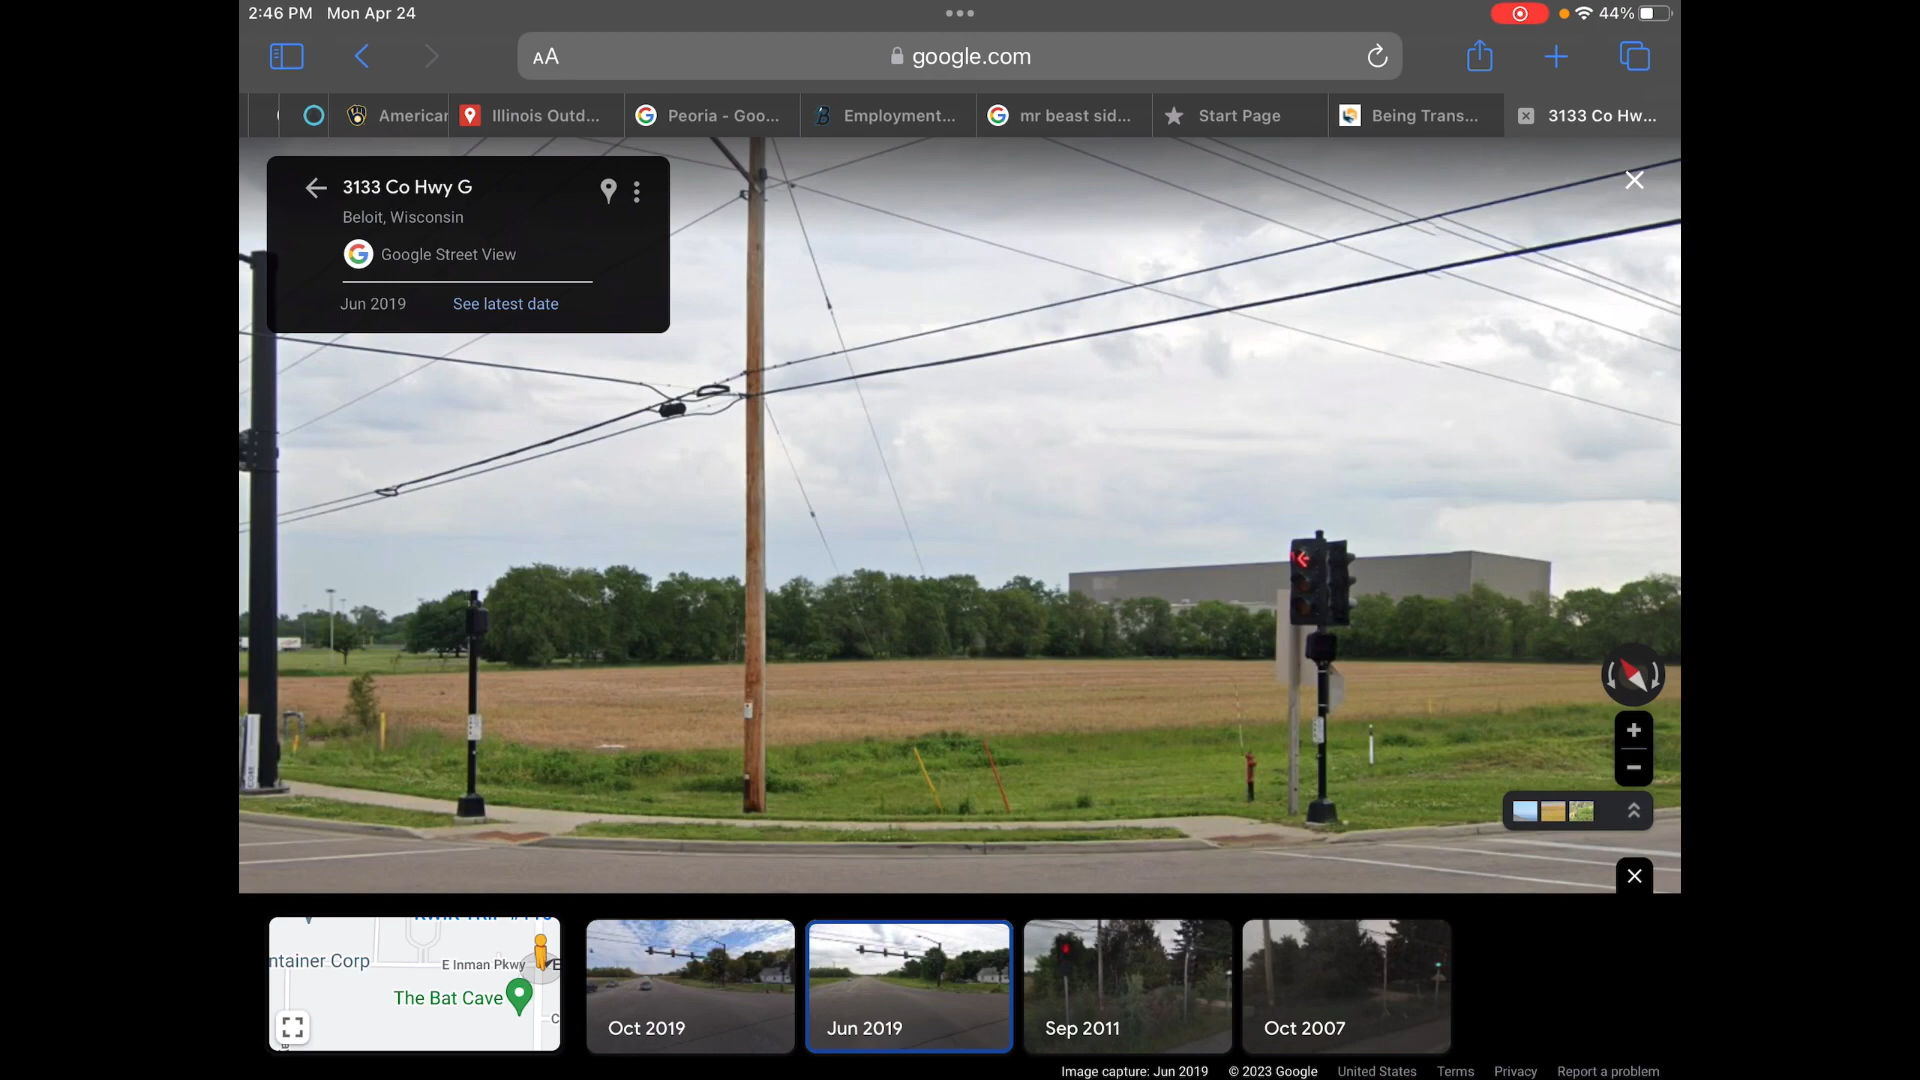 2:46 PM Mon Apr 24
44%
AA
google.com
American
Illinois Outd...
Peoria - Goo...
Employment...
mr beast sid...
Start Page
Being Trans...
3133 Co Hw...
3133 Co Hwy G
Beloit, Wisconsin
Google Street View
Jun 2019
See latest date
ntainer Corp
E Inman Pkwy
The Bat Cave
Oct 2019
Jun 2019
Sep 2011
Oct 2007
Image capture: Jun 2019
© 2023 Google
United States
Terms
Privacy
Report a problem